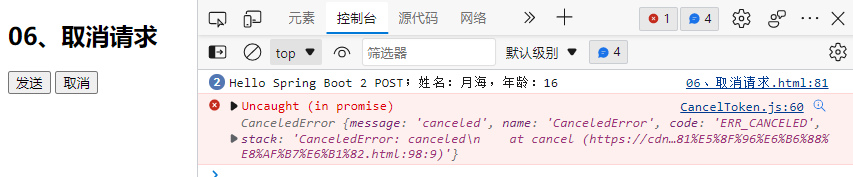 06、取消请求
发送 取消
元素 控制台 源代码 网络 1 4
top 筛选器 默认级别 4
2 Hello Spring Boot 2 POST；姓名：月海，年龄：16 06、取消请求.html:81
Uncaught (in promise) CancelToken.js:60
CanceledError {message: 'canceled', name: 'CanceledError', code: 'ERR_CANCELED',
stack: 'CanceledError: canceled\n    at cancel (https://cdn…81%E5%8F%96%E6%B6%88%
E8%AF%B7%E6%B1%82.html:98:9)'}